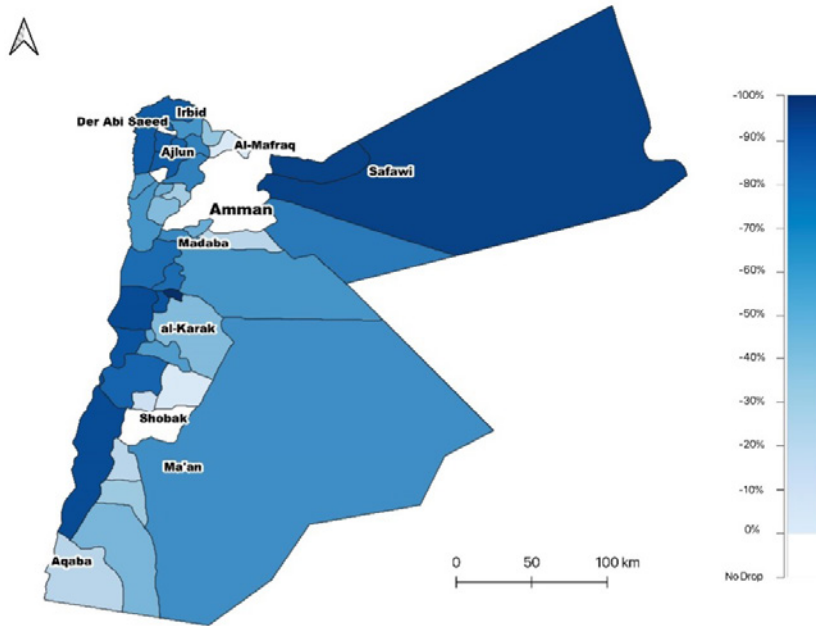 Irbid
Der Abi Saeed
Al-Mafraq
Ajlun
Safawi
Amman
Madaba
al-Karak
Shobak
Ma'an
Aqaba
0 50 100 km
-100%
-90%
-80%
-70%
-60%
-50%
-40%
-30%
-20%
-10%
0%
No Drop